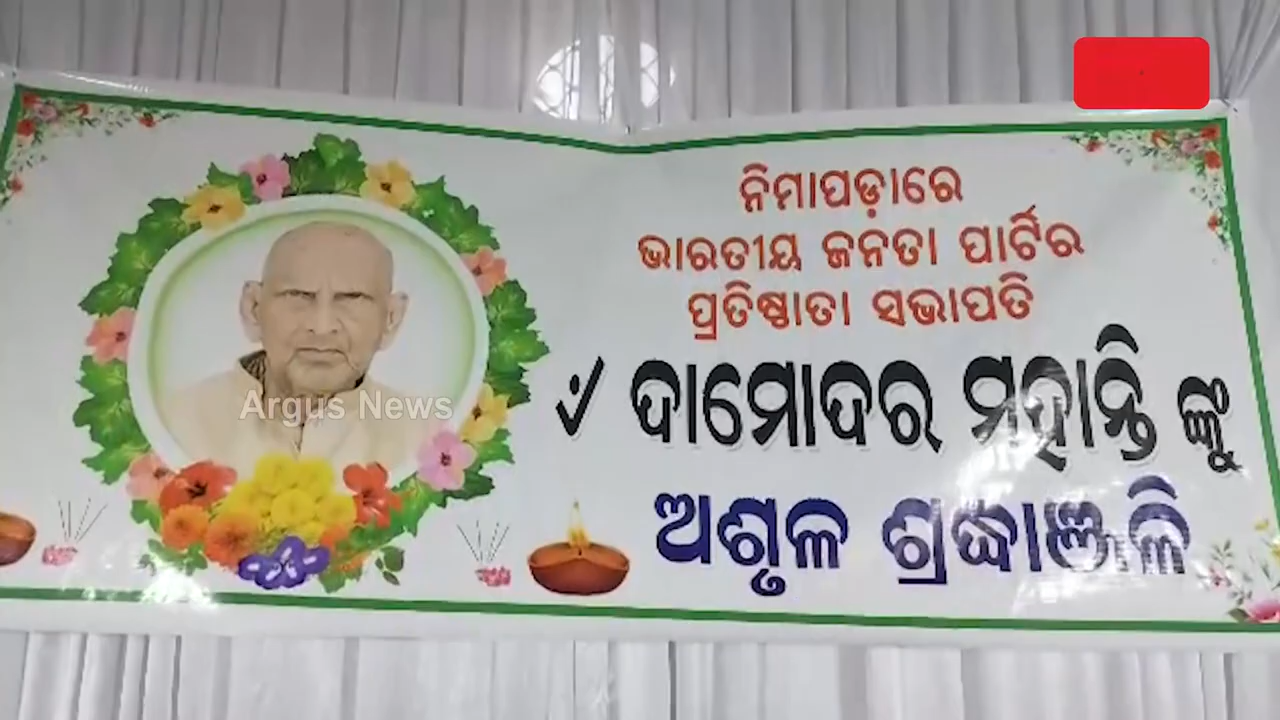 ନିମାପଡ଼ାରେ
ଭାରତୀୟ ଜନତା ପାର୍ଟିର
ପ୍ରତିଷ୍ଠାତା ସଭାପତି
ଁ ଦାମୋଦର ମହାନ୍ତି ଙ୍କୁ
ଅଶ୍ରୁଳ ଶ୍ରଦ୍ଧାଞ୍ଜଳି
Argus News